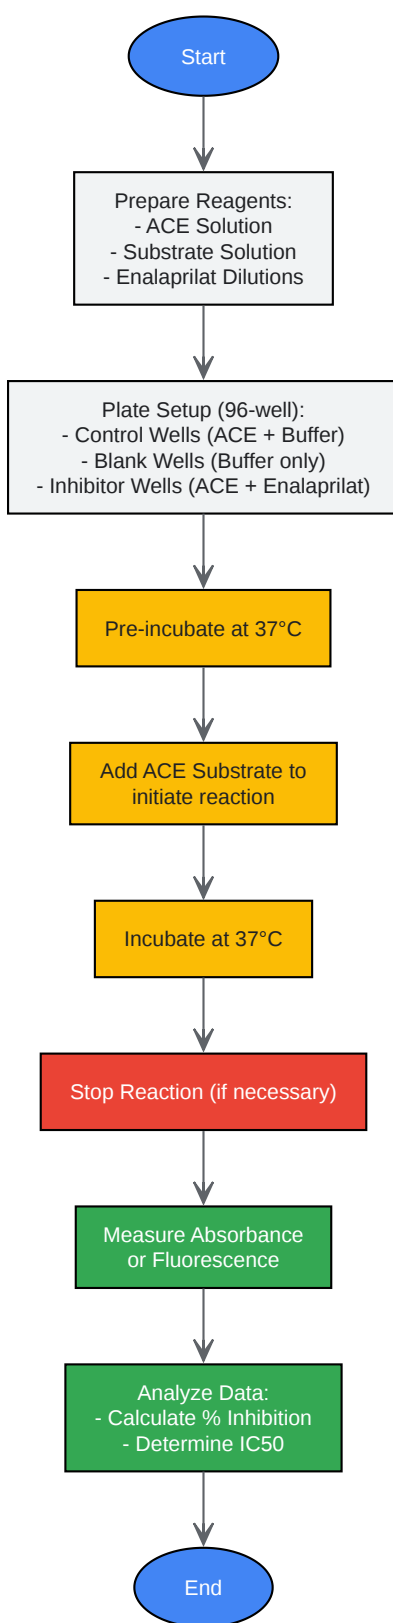 Start
Prepare Reagents:
- ACE Solution
- Substrate Solution
- Enalaprilat Dilutions
Plate Setup (96-well):
- Control Wells (ACE + Buffer)
- Blank Wells (Buffer only)
- Inhibitor Wells (ACE + Enalaprilat)
Pre-incubate at 37°C
Add ACE Substrate to
initiate reaction
Incubate at 37°C
Stop Reaction (if necessary)
Measure Absorbance
or Fluorescence
Analyze Data:
- Calculate % Inhibition
- Determine IC50
End